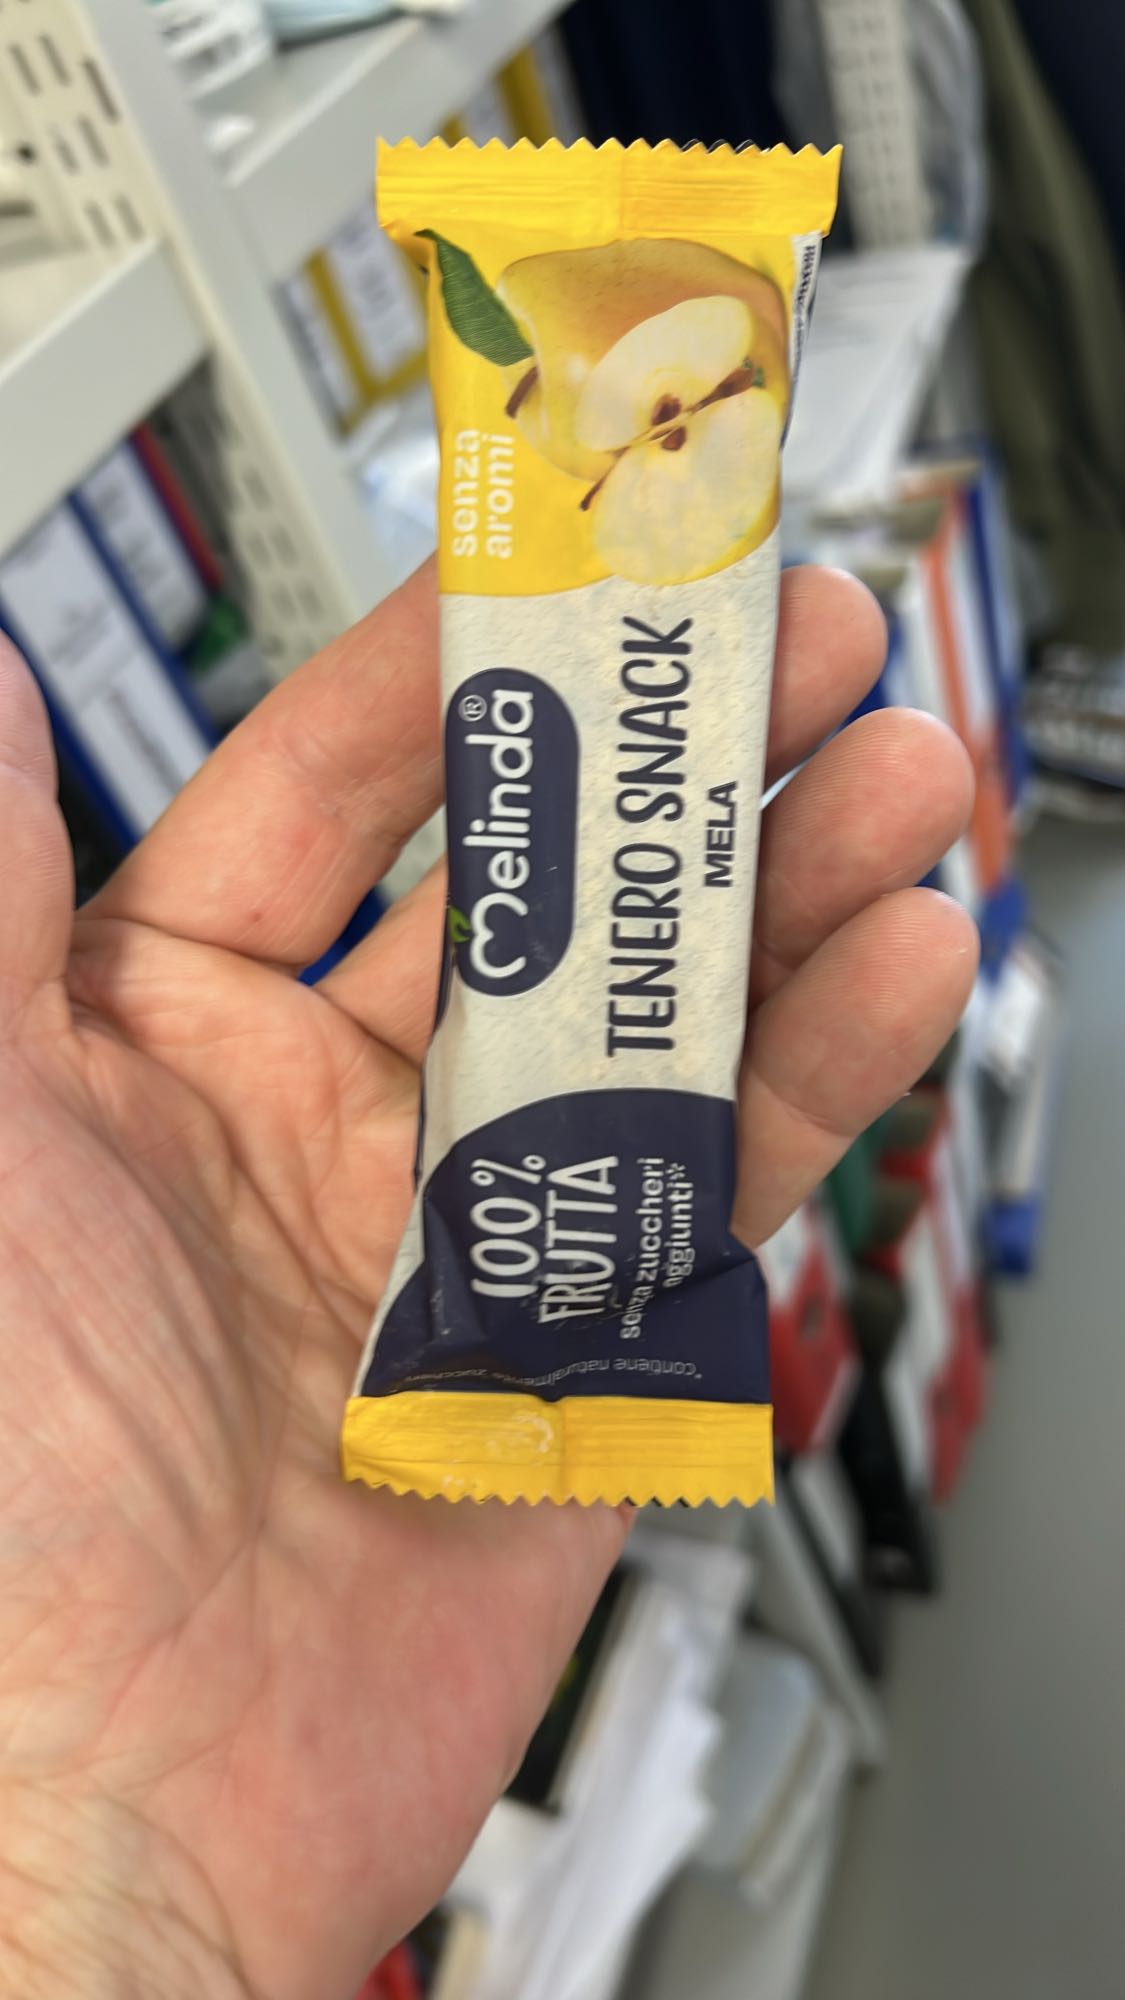 senza
aromi
melinda®
TENERO SNACK
MELA
100%
FRUTTA
senza zuccheri
aggiunti*
*contiene naturalmente zuccheri